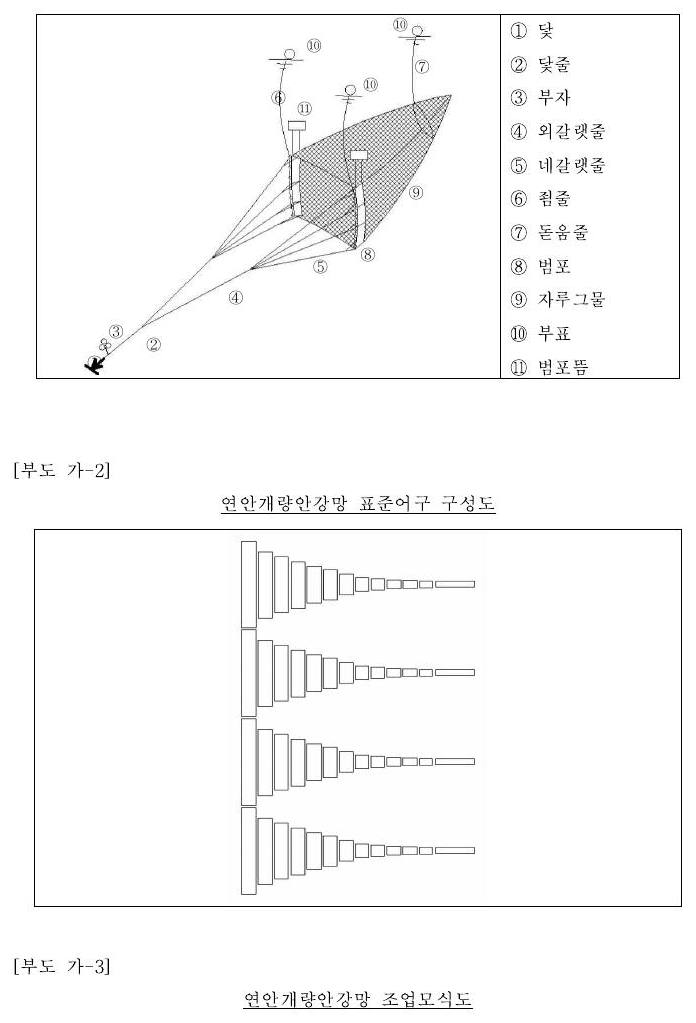 ⑩
⑩
⑦
⑩
⑥
⑪
⑨
⑧
⑤
④
③
②
① 닻
② 닻줄
③ 부자
④ 외갈랫줄
⑤ 네갈랫줄
⑥ 죔줄
⑦ 돋움줄
⑧ 범포
⑨ 자루그물
⑩ 부표
⑪ 범포뜸
[부도 가-2]
연안개량안강망 표준어구 구성도
[부도 가-3]
연안개량안강망 조업모식도